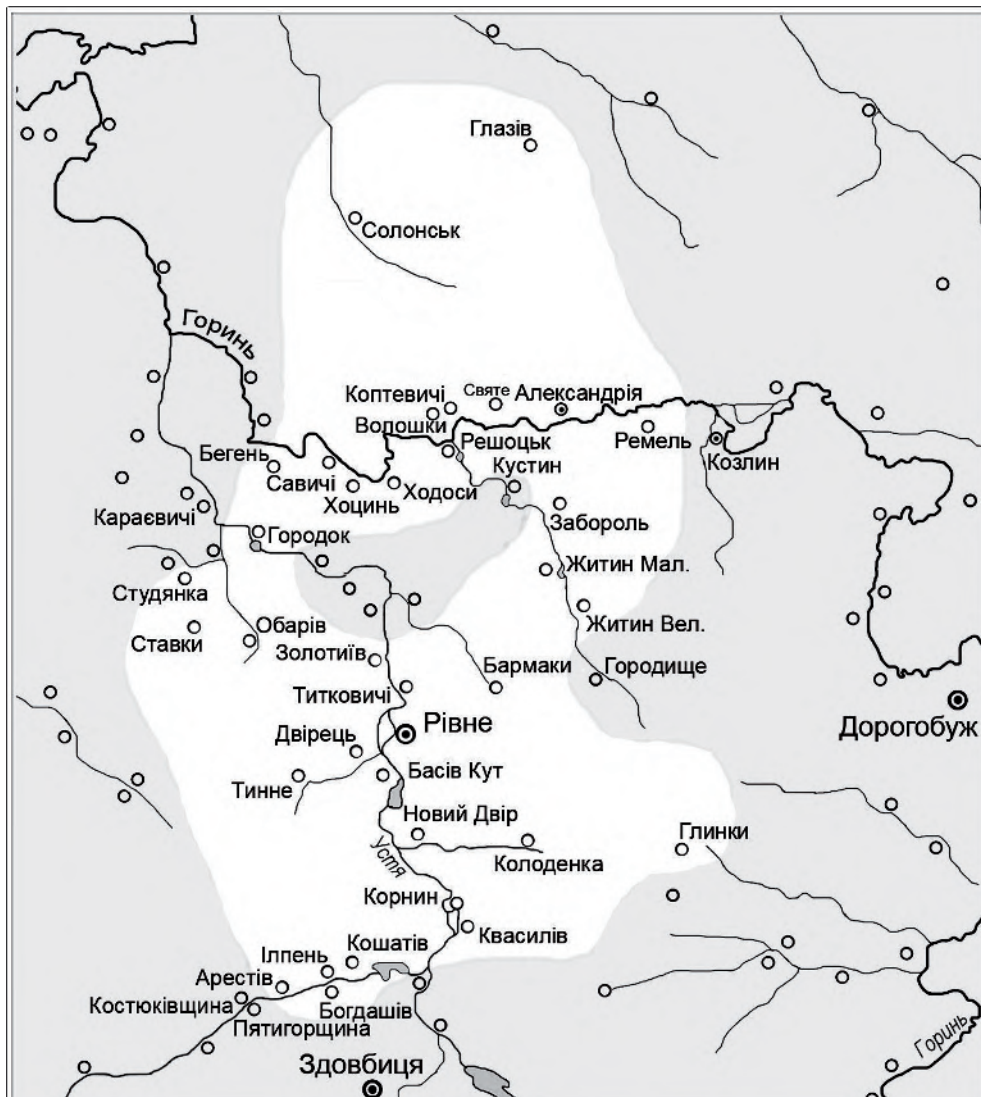 Глазів
Солонськ
Горинь
Коптевичі
Святе
Александрія
Волошки
Решоцьк
Ремель
Козлин
Бегень
Савичі
Хоцинь
Ходоси
Кустин
Забороль
Караєвичі
Городок
Житин Мал.
Студянка
Ставки
Обарів
Житин Вел.
Золотиїв
Бармаки
Городище
Титковичі
Рівне
Дорогобуж
Двірець
Тинне
Басів Кут
Новий Двір
Глинки
Устя
Колоденка
Корнин
Квасилів
Кошатів
Ілпень
Арестів
Костюківщина
Богдашів
Пятигорщина
Горинь
Здовбиця